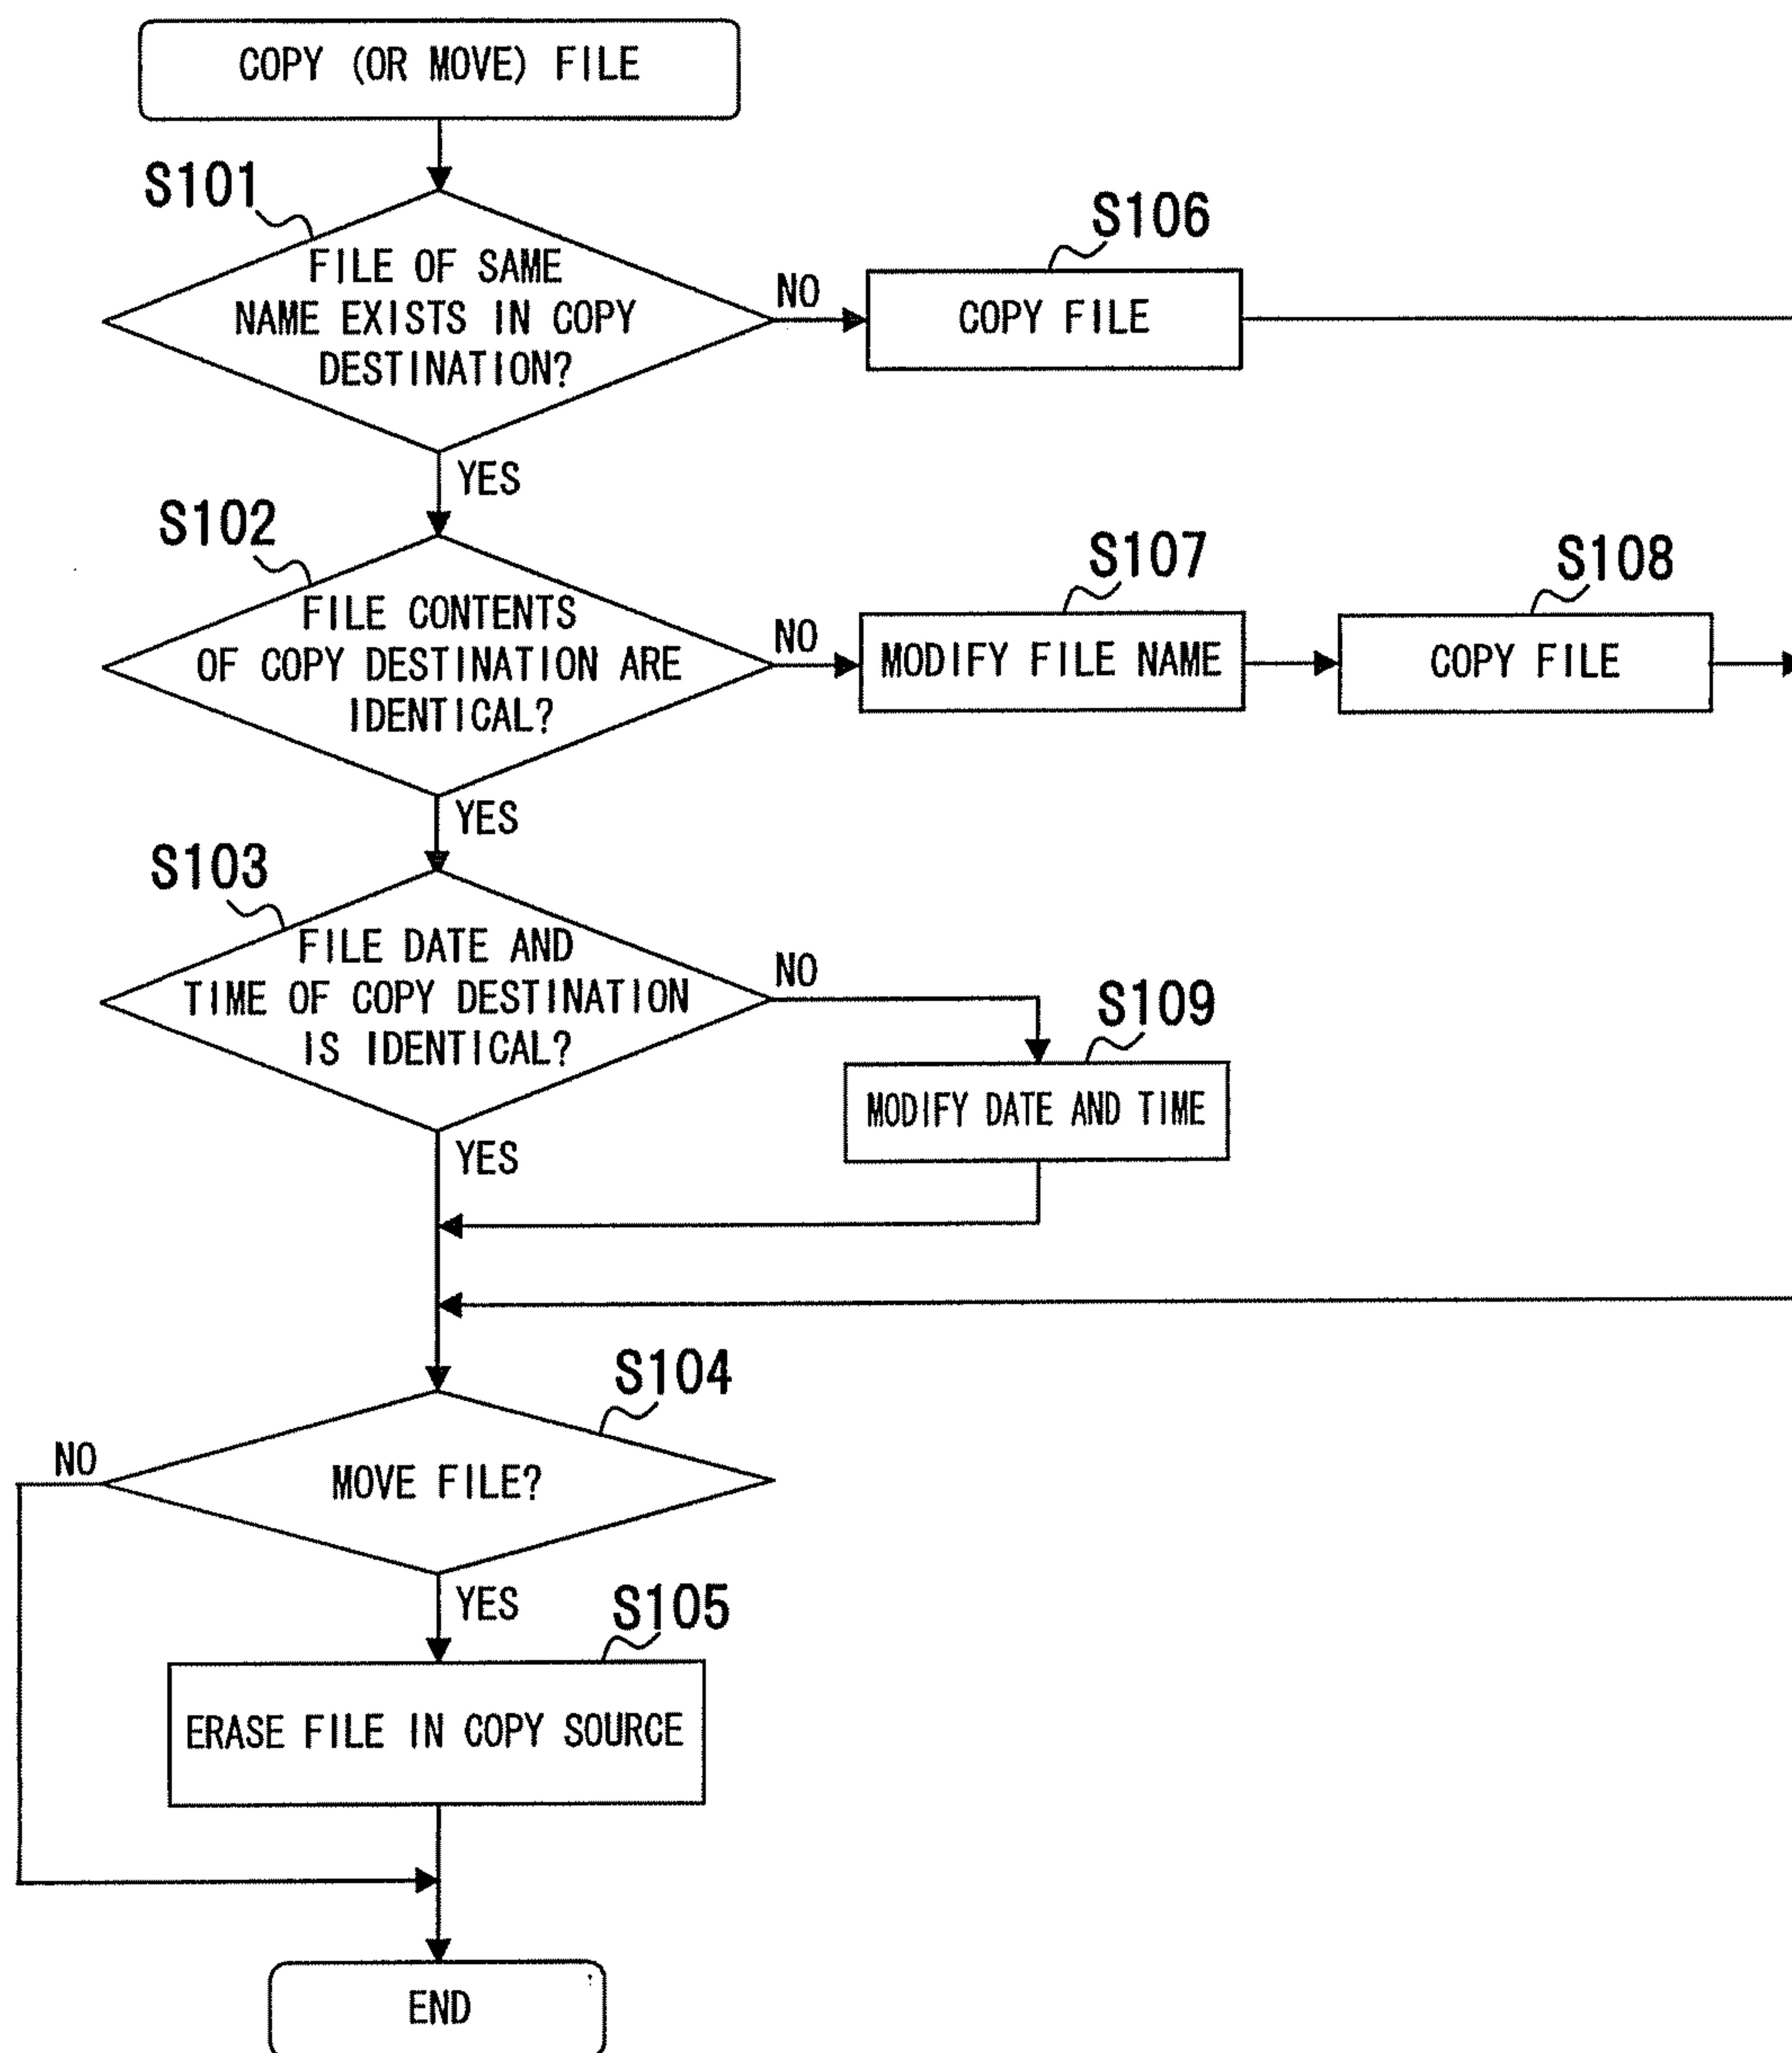 COPY (OR MOVE) FILE
S101
FILE OF SAME
NAME EXISTS IN COPY
DESTINATION?
NO
S106
COPY FILE
YES
S102
FILE CONTENTS
OF COPY DESTINATION ARE
IDENTICAL?
NO
S107
MODIFY FILE NAME
S108
COPY FILE
YES
S103
FILE DATE AND
TIME OF COPY DESTINATION
IS IDENTICAL?
NO
S109
MODIFY DATE AND TIME
YES
S104
MOVE FILE?
NO
YES
S105
ERASE FILE IN COPY SOURCE
END